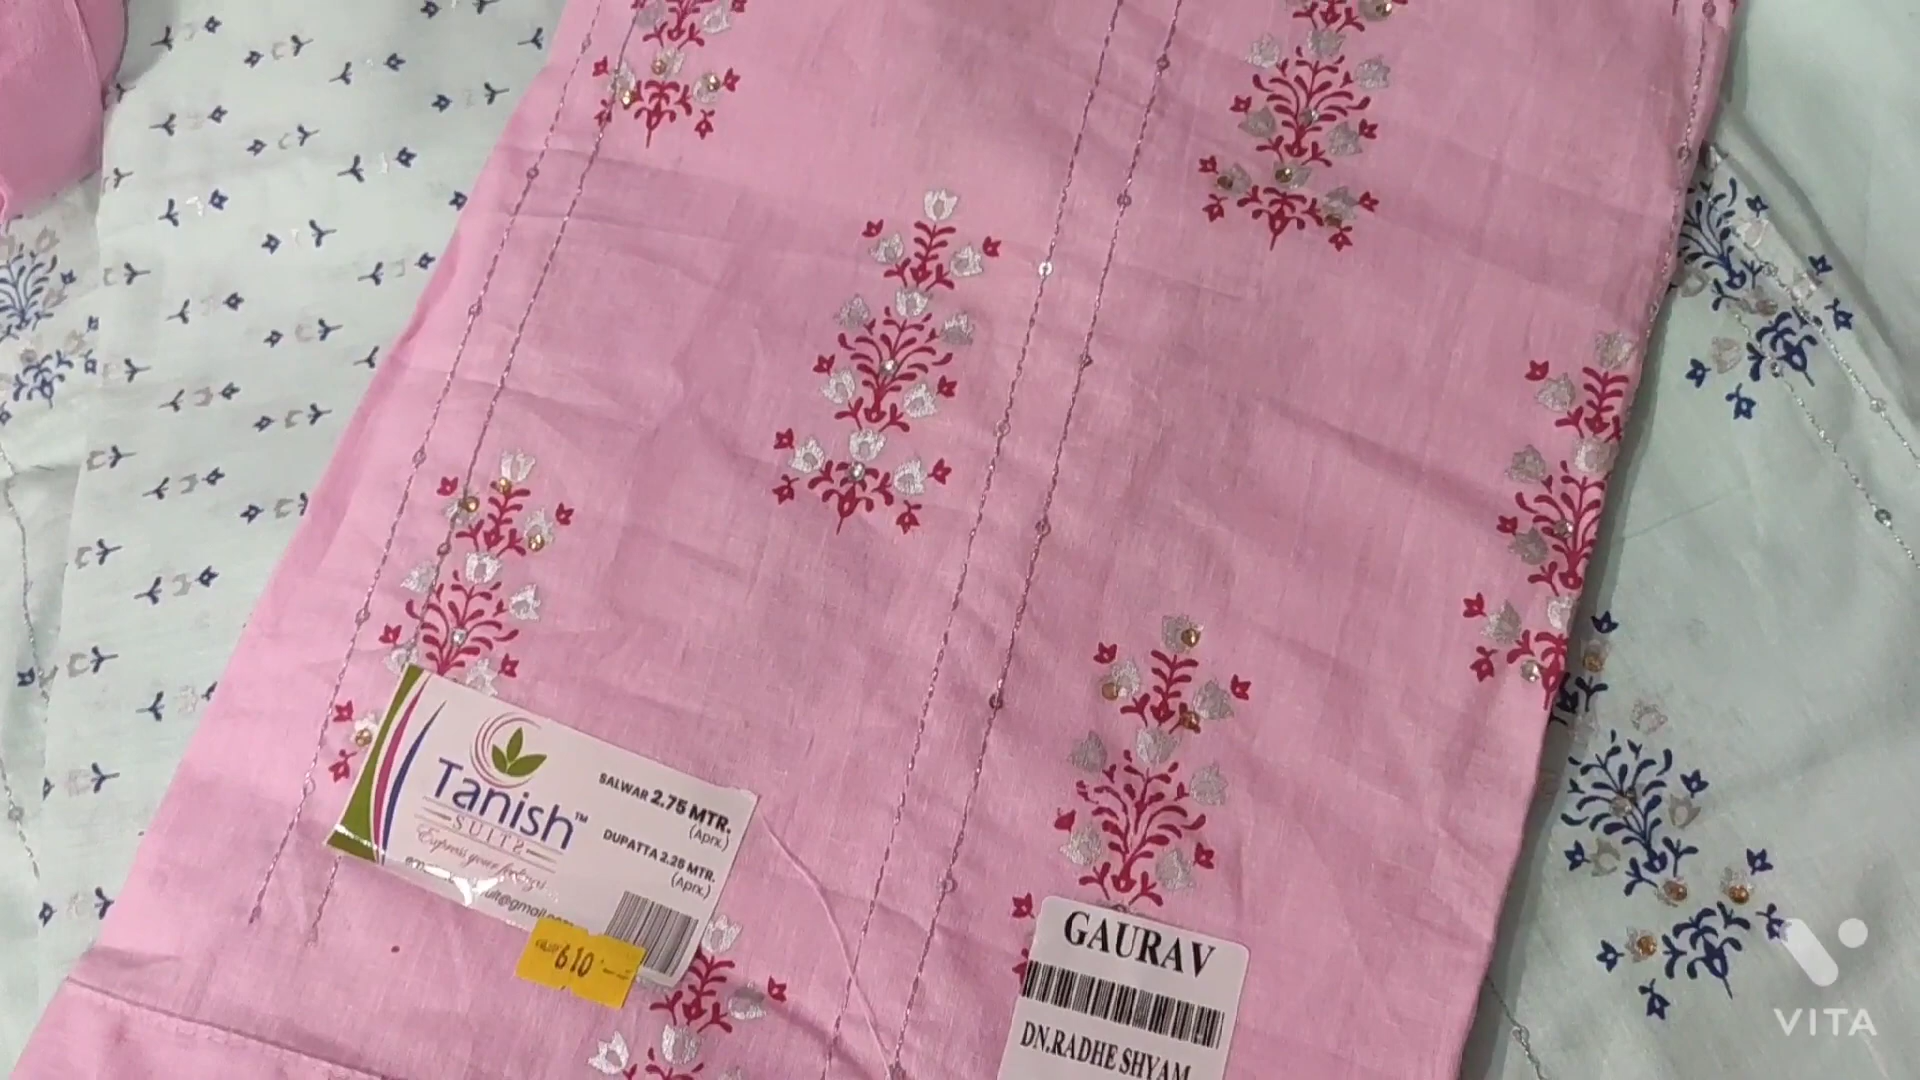 Tanish™
SUITS
Express your feelings
SALWAR 2.75 MTR.
(Aprx.)
DUPATTA 2.25 MTR.
(Aprx.)
610
GAURAV
DN.RADHE SHYAM
VITA